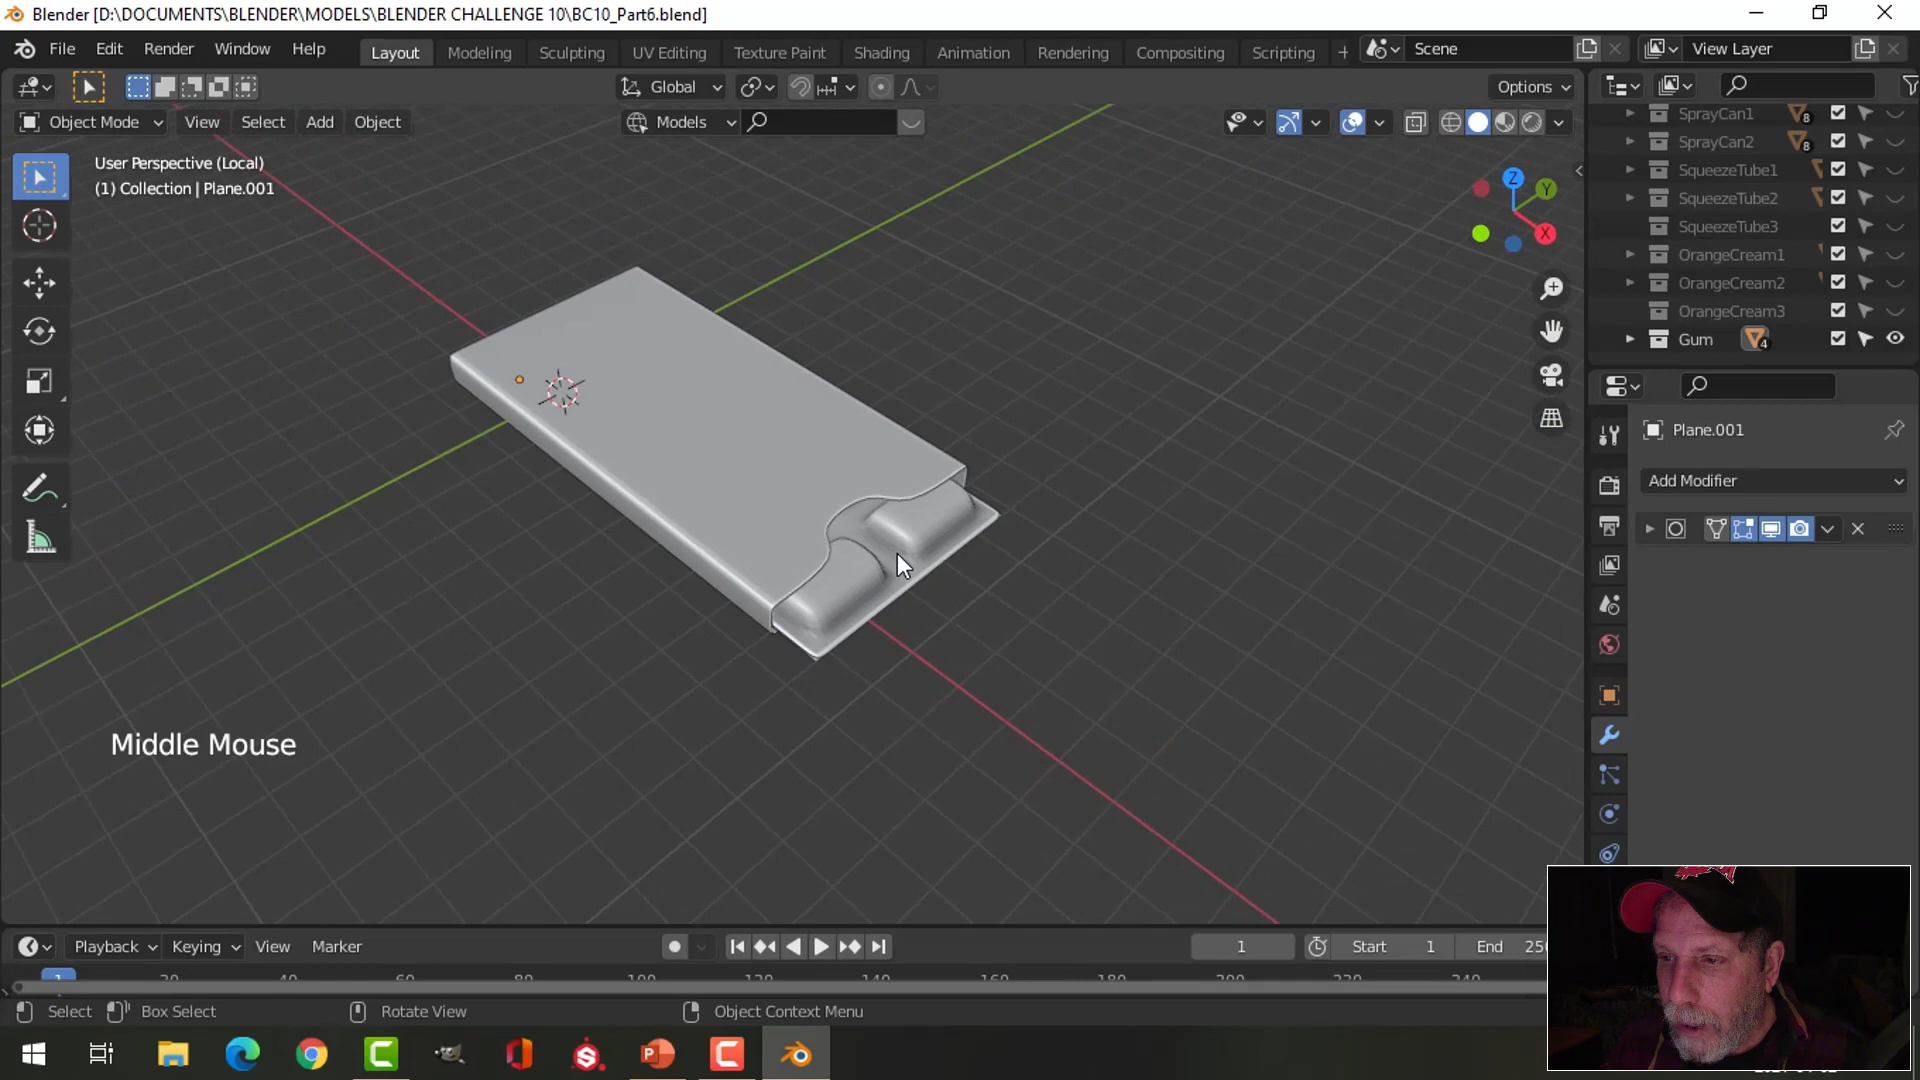 Blender [D:\DOCUMENTS\BLENDER\MODELS\BLENDER CHALLENGE 10\BC10_Part6.blend]
File Edit Render Window Help
Layout Modeling Sculpting UV Editing Texture Paint Shading Animation Rendering Compositing Scripting
Scene
View Layer
Global
Options
Object Mode
View Select Add Object
Models
User Perspective (Local)
(1) Collection | Plane.001
Z
Y
X
Middle Mouse
SprayCan1 8
SprayCan2 8
SqueezeTube1
SqueezeTube2
SqueezeTube3
OrangeCream1
OrangeCream2
OrangeCream3
Gum 4
Plane.001
Add Modifier
Playback Keying View Marker
1
Start 1 End 25
Select Box Select Rotate View Object Context Menu